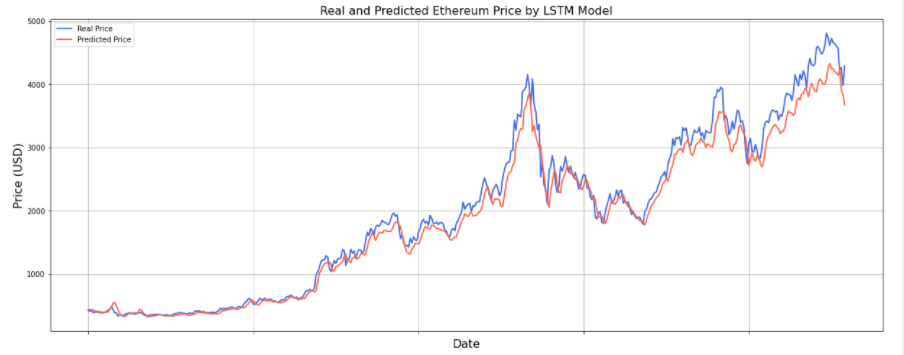 Real and Predicted Ethereum Price by LSTM Model
Real Price
Predicted Price
5000
4000
3000
2000
1000
Price (USD)
Date